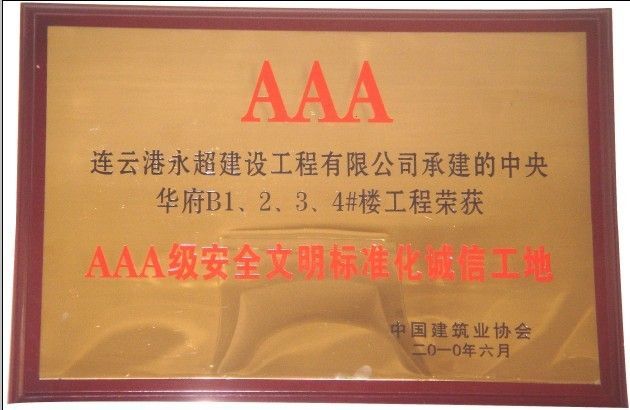 AAA
连云港永超建设工程有限公司承建的中央
华府B1、2、3、4#楼工程荣获
AAA级安全文明标准化诚信工地
中国建筑业协会
二○一○年六月